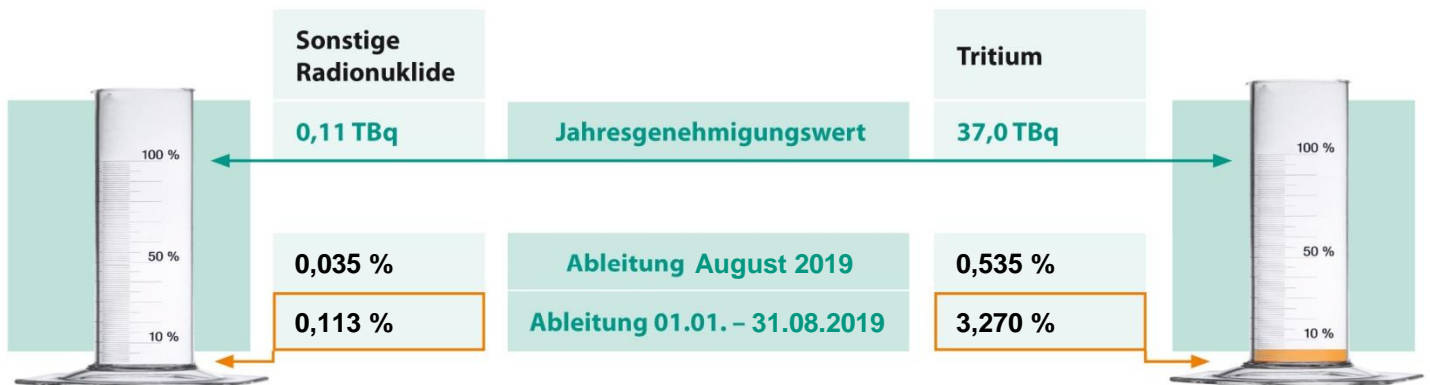 Sonstige
Radionuklide
Tritium
0,11 TBq
Jahresgenehmigungswert
37,0 TBq
100 %
100 %
50 %
50 %
0,035 %
Ableitung August 2019
0,535 %
0,113 %
Ableitung 01.01. – 31.08.2019
3,270 %
10 %
10 %